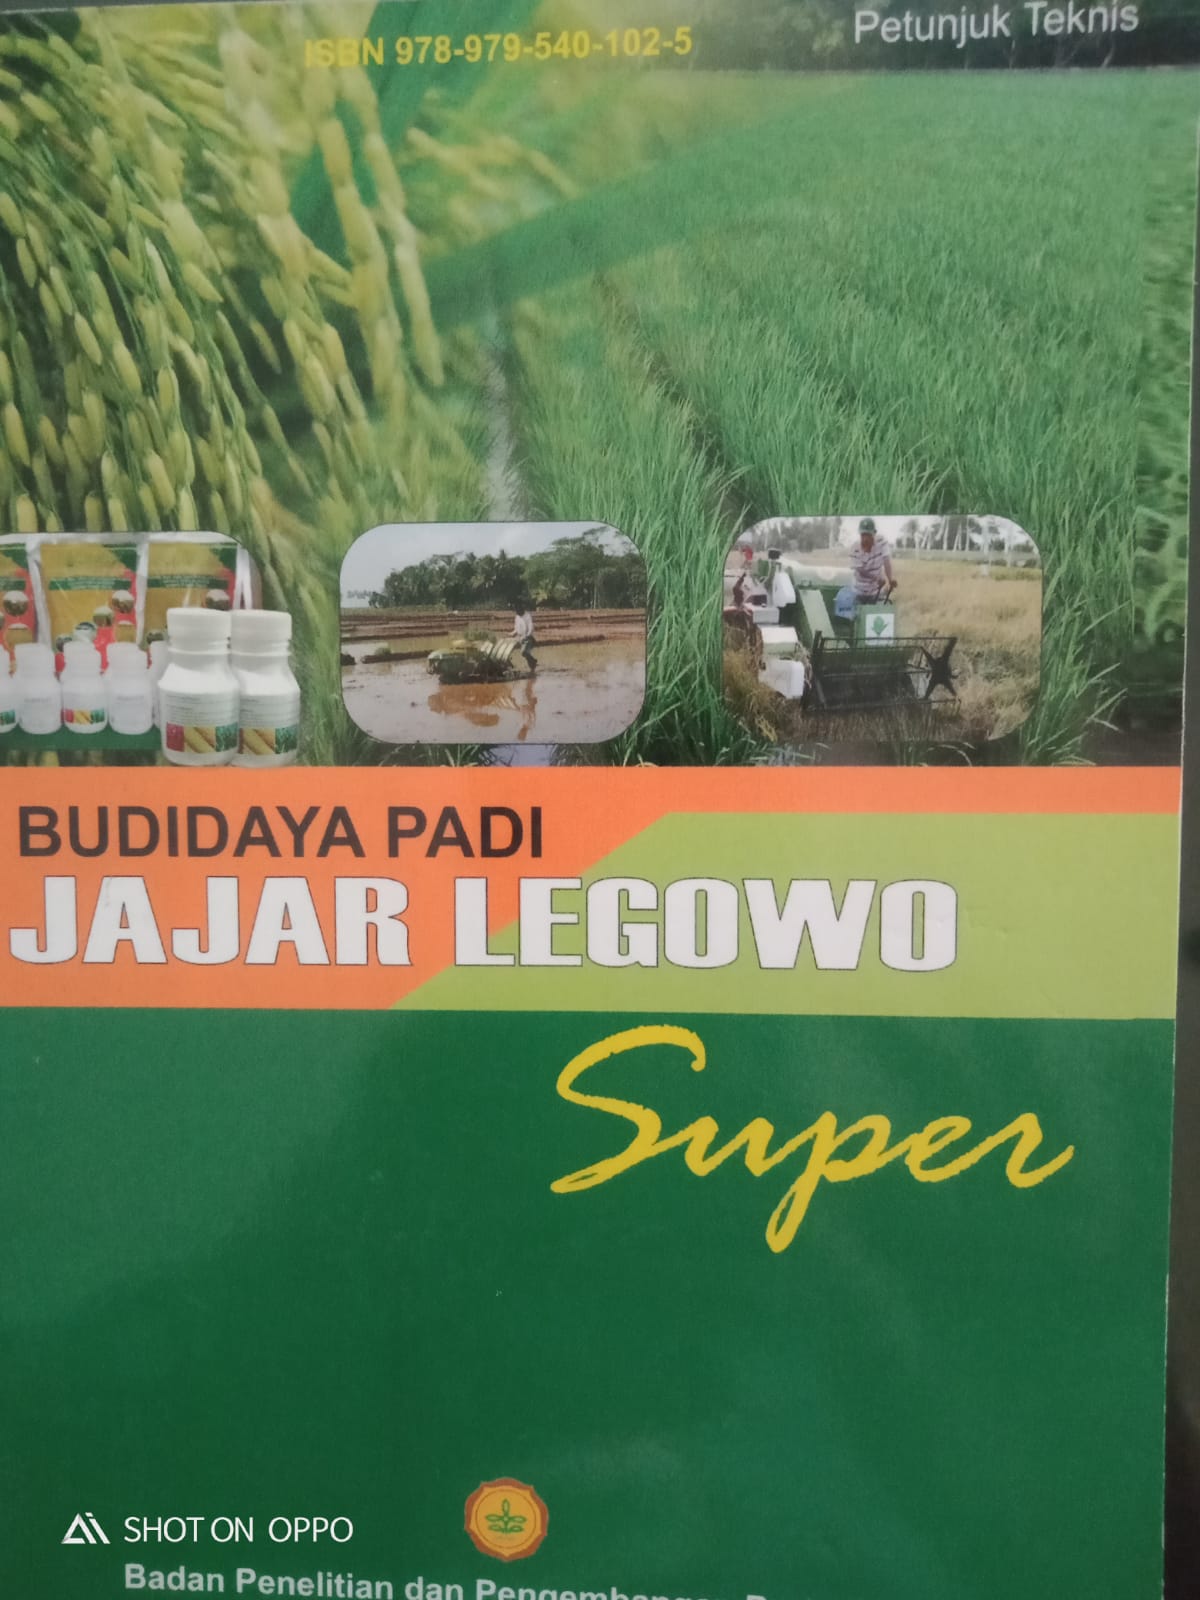 ISBN 978-979-540-102-5
Petunjuk Teknis
BUDIDAYA PADI
JAJAR LEGOWO
Super
SHOT ON OPPO
Badan Penelitian dan Pengembangan